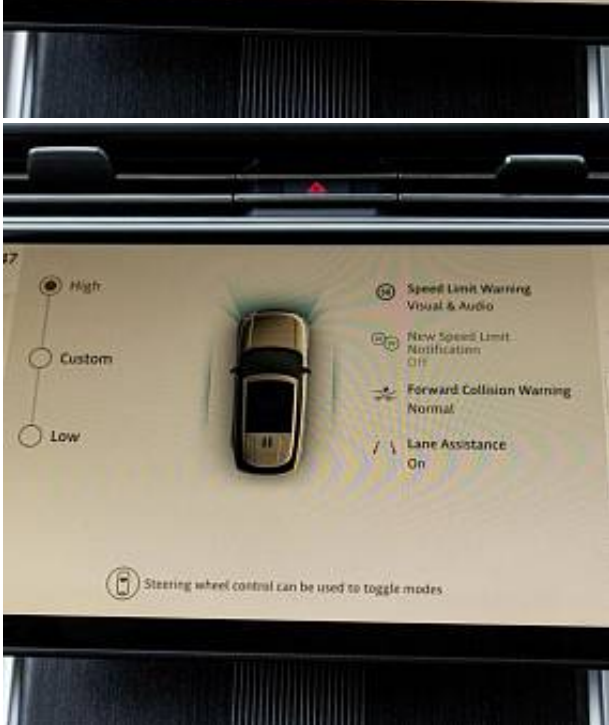 47
High
Custom
Low
Speed Limit Warning
Visual & Audio
New Speed Limit
Notification
Off
Forward Collision Warning
Normal
Lane Assistance
On
Steering wheel control can be used to toggle modes